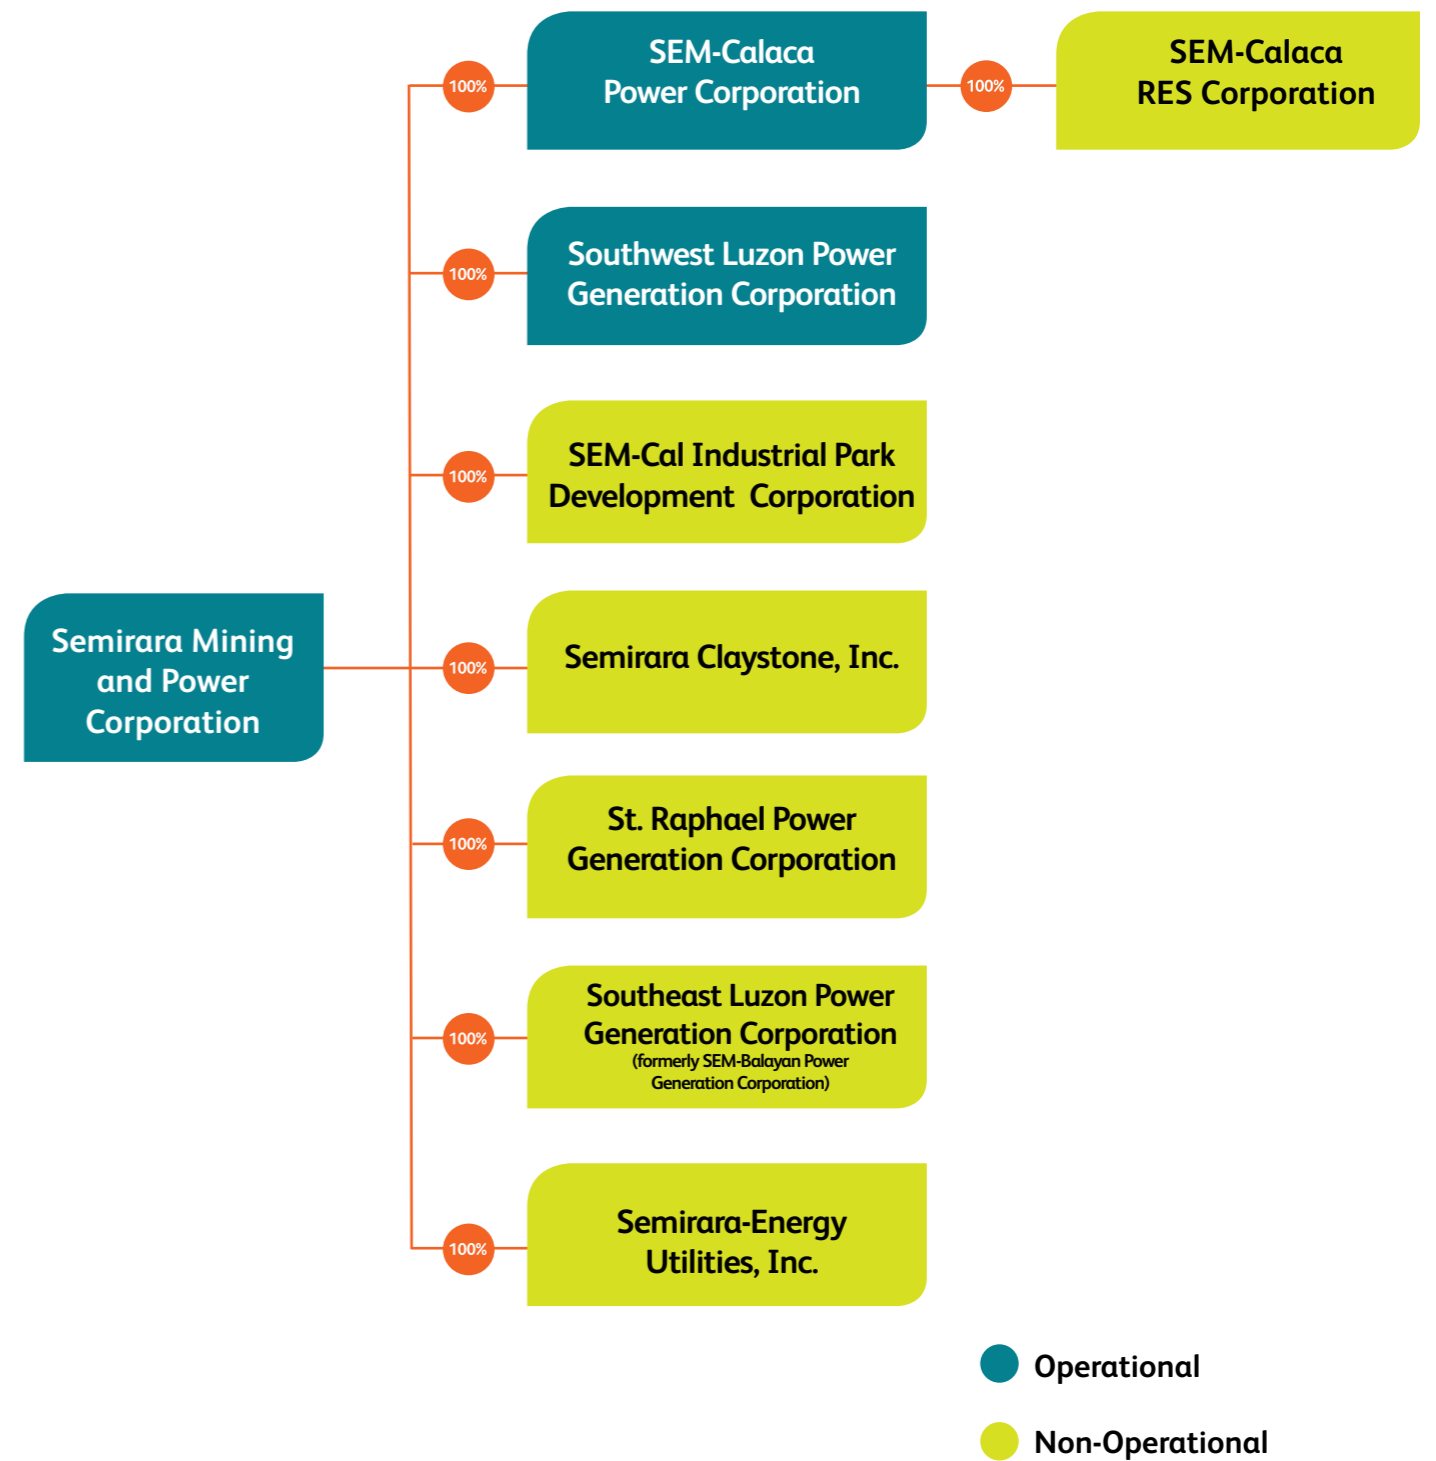 100%
SEM-Calaca
Power Corporation
100%
SEM-Calaca
RES Corporation
100%
Southwest Luzon Power
Generation Corporation
100%
SEM-Cal Industrial Park
Development Corporation
Semirara Mining
and Power
Corporation
100%
Semirara Claystone, Inc.
100%
St. Raphael Power
Generation Corporation
100%
Southeast Luzon Power
Generation Corporation
(formerly SEM-Balayan Power
Generation Corporation)
100%
Semirara-Energy
Utilities, Inc.
Operational
Non-Operational